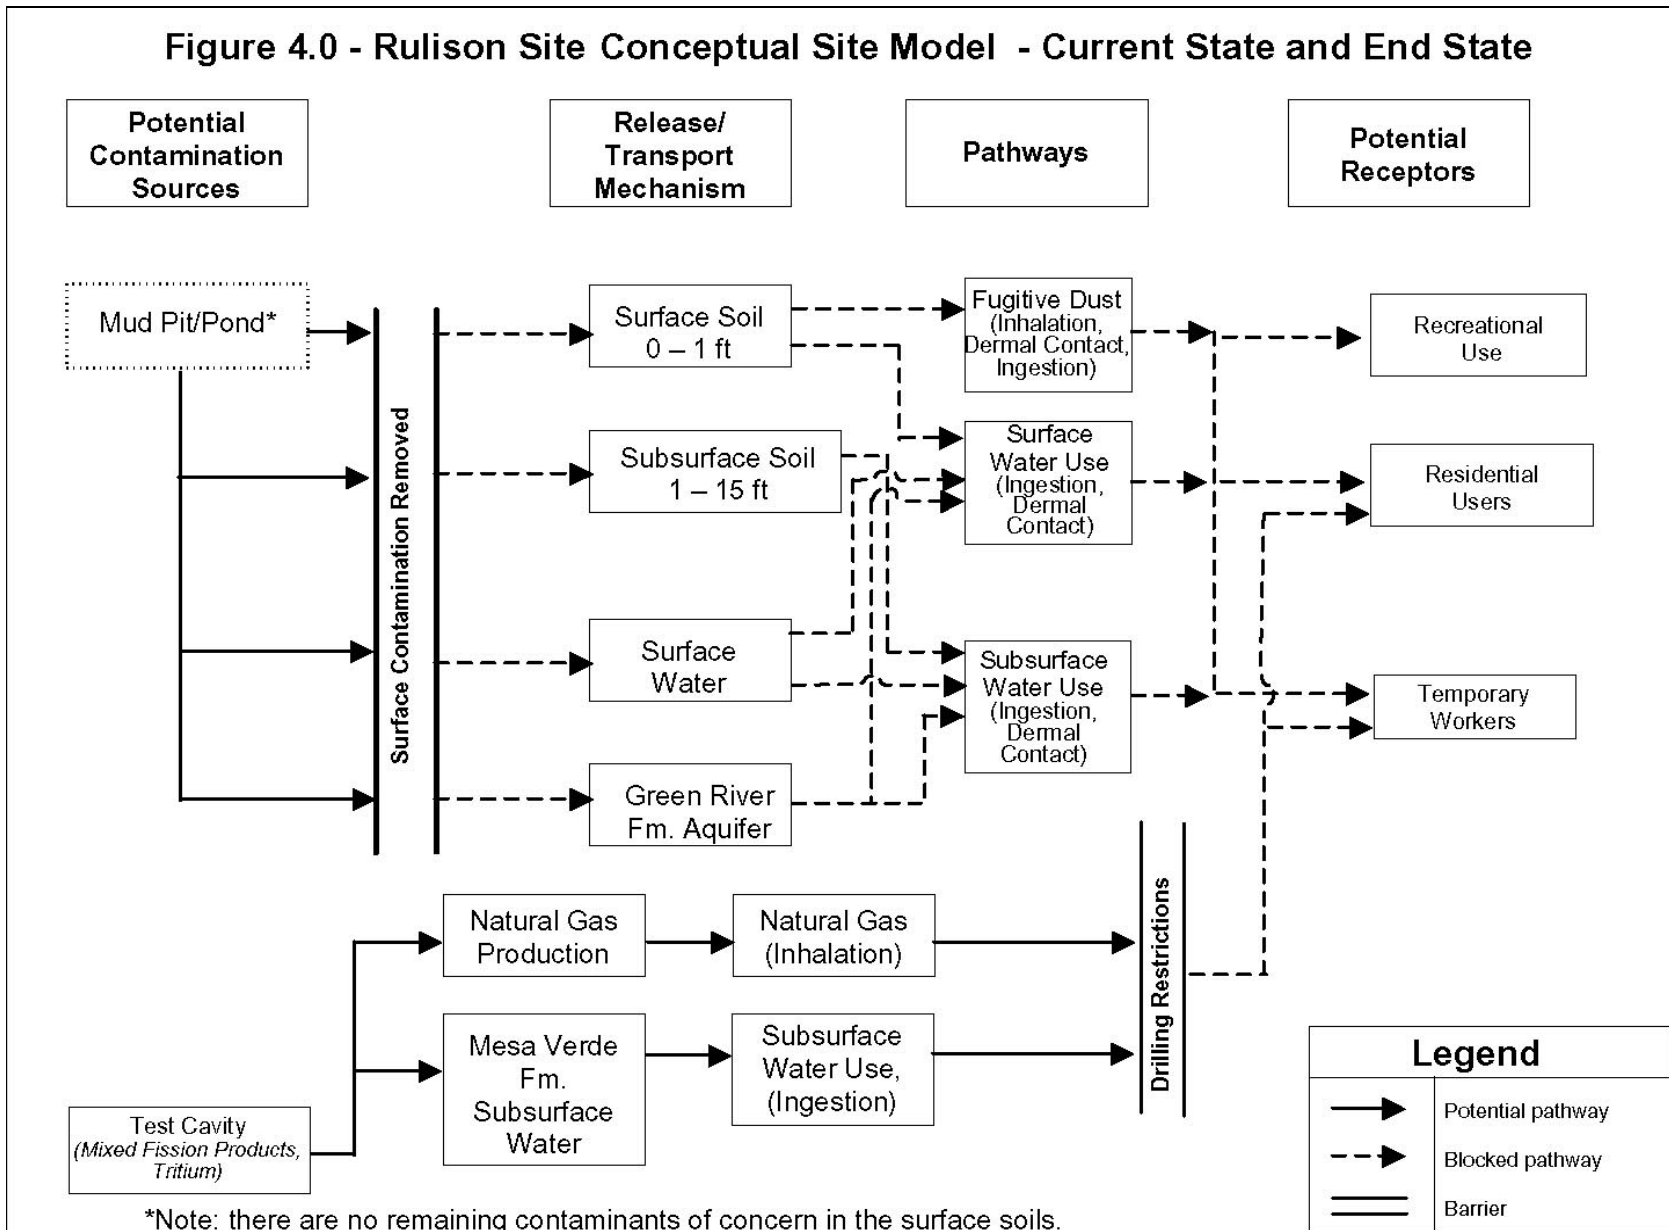 Figure 4.0 - Rulison Site Conceptual Site Model - Current State and End State
Potential
Contamination
Sources
Release/
Transport
Mechanism
Pathways
Potential
Receptors
Mud Pit/Pond*
Surface Contamination Removed
Surface Soil
0 – 1 ft
Subsurface Soil
1 – 15 ft
Surface
Water
Green River
Fm. Aquifer
Fugitive Dust
(Inhalation,
Dermal Contact,
Ingestion)
Surface
Water Use
(Ingestion,
Dermal
Contact)
Subsurface
Water Use
(Ingestion,
Dermal
Contact)
Recreational
Use
Residential
Users
Temporary
Workers
Test Cavity
(Mixed Fission Products,
Tritium)
Natural Gas
Production
Natural Gas
(Inhalation)
Mesa Verde
Fm.
Subsurface
Water
Subsurface
Water Use,
(Ingestion)
Drilling Restrictions
Legend
Potential pathway
Blocked pathway
Barrier
*Note: there are no remaining contaminants of concern in the surface soils.